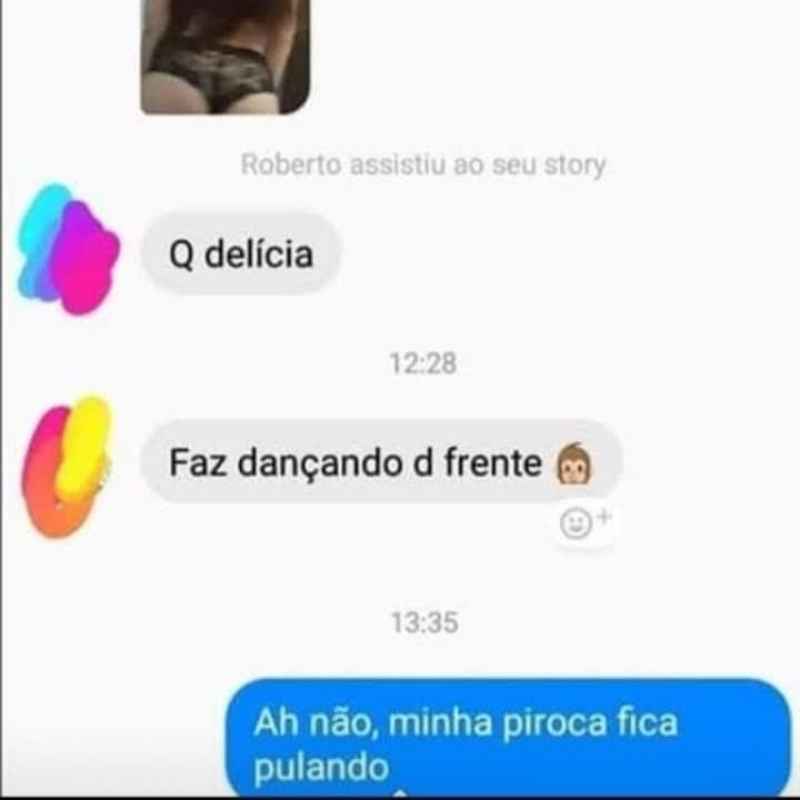 Roberto assistiu ao seu story
Q delícia
12:28
Faz dançando d frente
13:35
Ah não, minha piroca fica
pulando